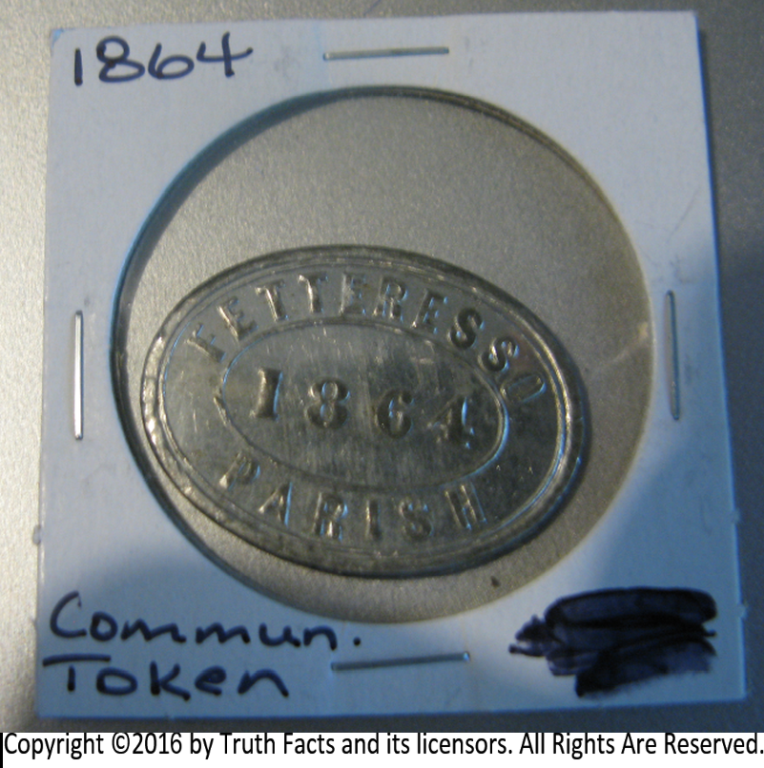 1864
FETTERESSO
1864
PARISH
Commun.
Token
Copyright ©2016 by Truth Facts and its licensors. All Rights Are Reserved.